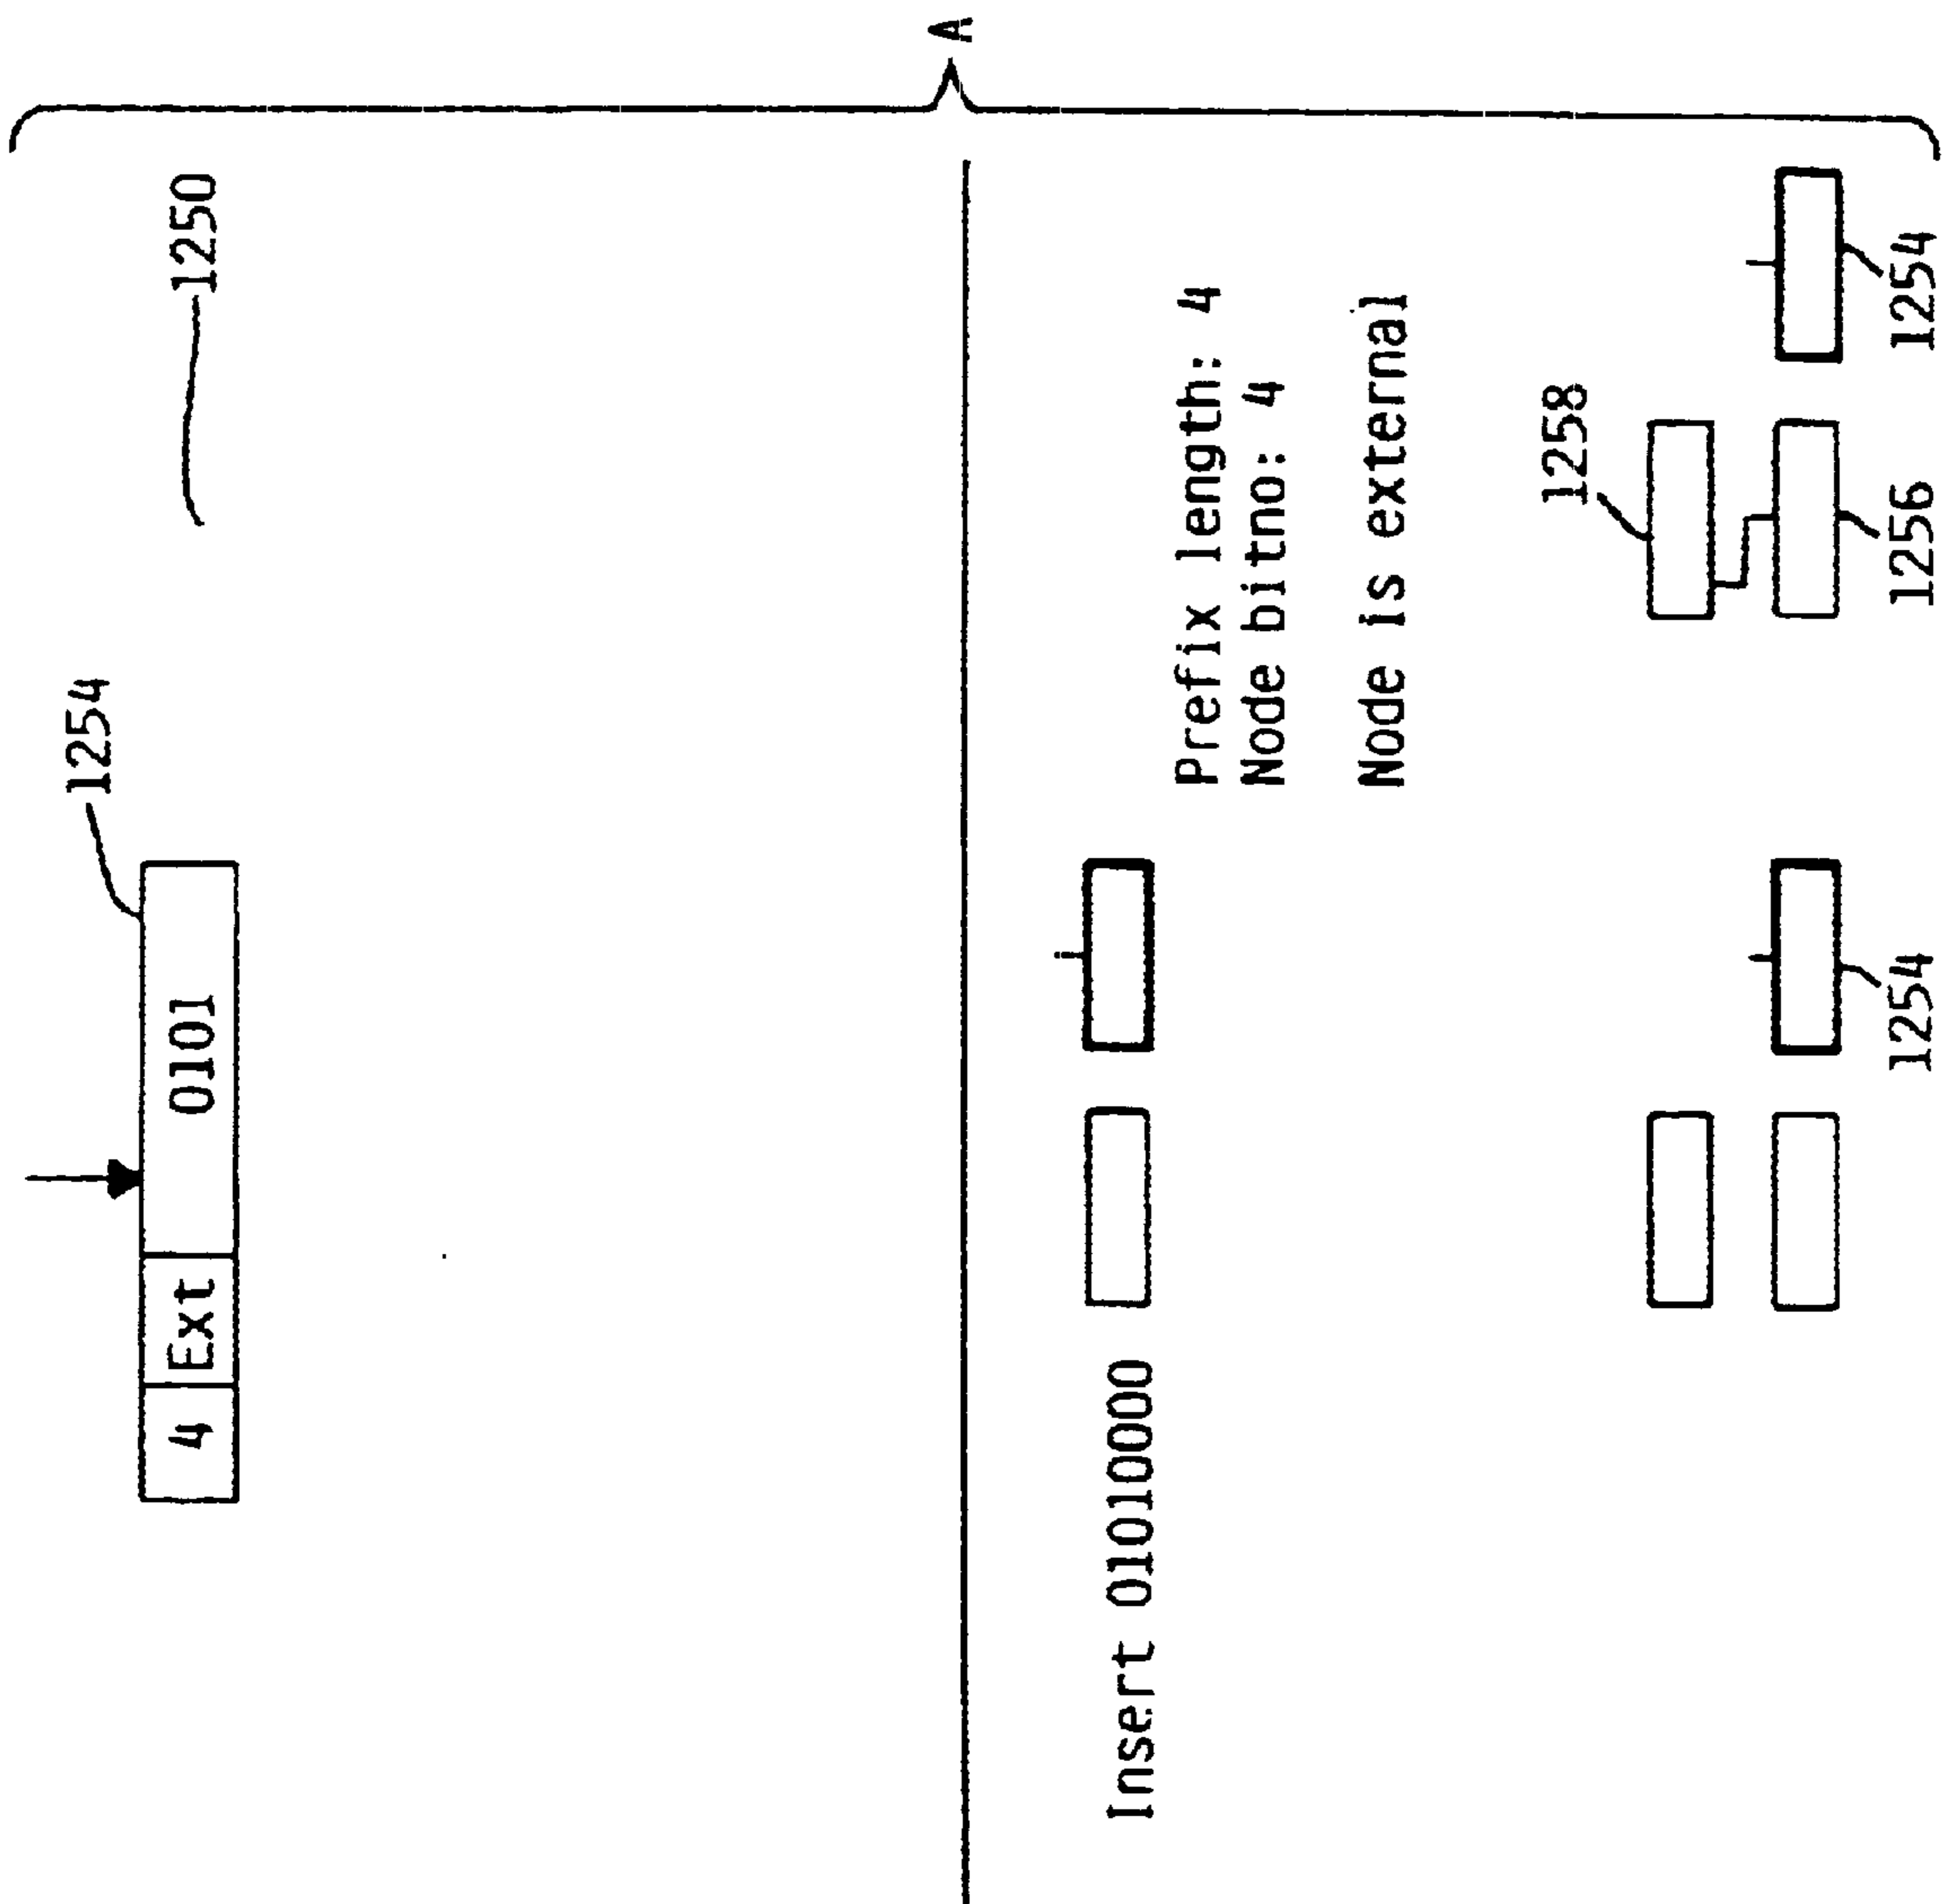 1254
4 Ext 0101 1250
A
Insert 01010000
Prefix length: 4
Node bitno: 4
Node is external
1258
1254 1256 1254